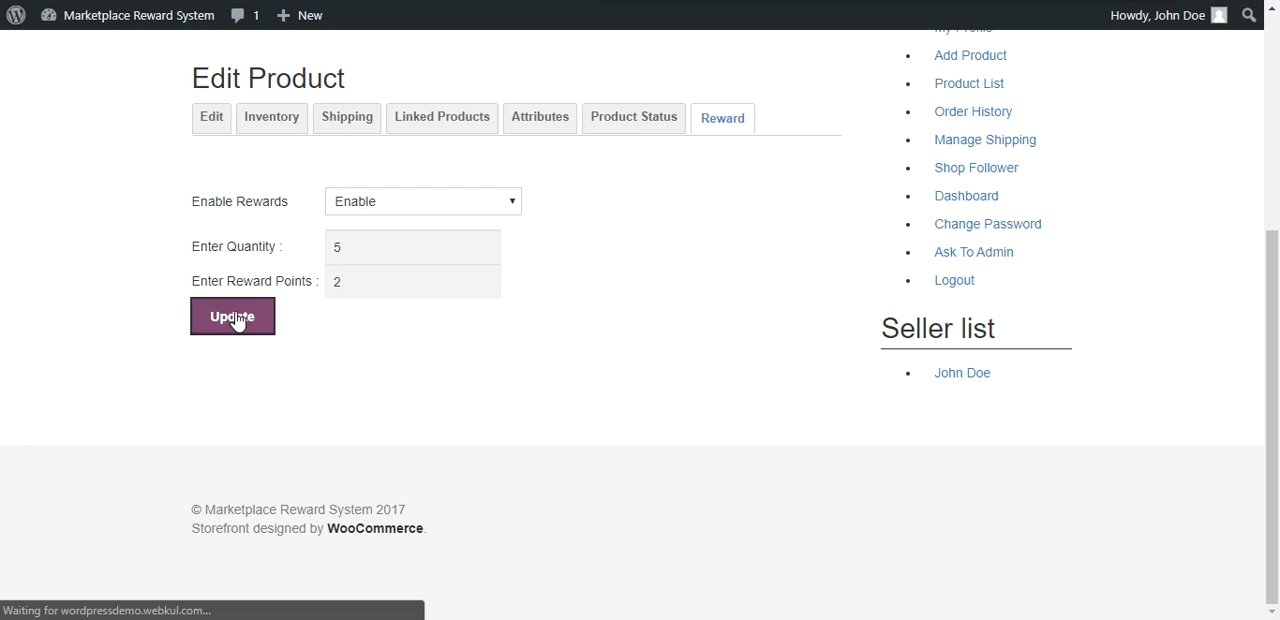 Marketplace Reward System 1 New Howdy, John Doe
My Profile
Add Product
Product List
Order History
Manage Shipping
Shop Follower
Dashboard
Change Password
Ask To Admin
Logout
Seller list
John Doe
Edit Product
Edit Inventory Shipping Linked Products Attributes Product Status Reward
Enable Rewards Enable
Enter Quantity : 5
Enter Reward Points : 2
Update
© Marketplace Reward System 2017
Storefront designed by WooCommerce.
Waiting for wordpressdemo.webkul.com...